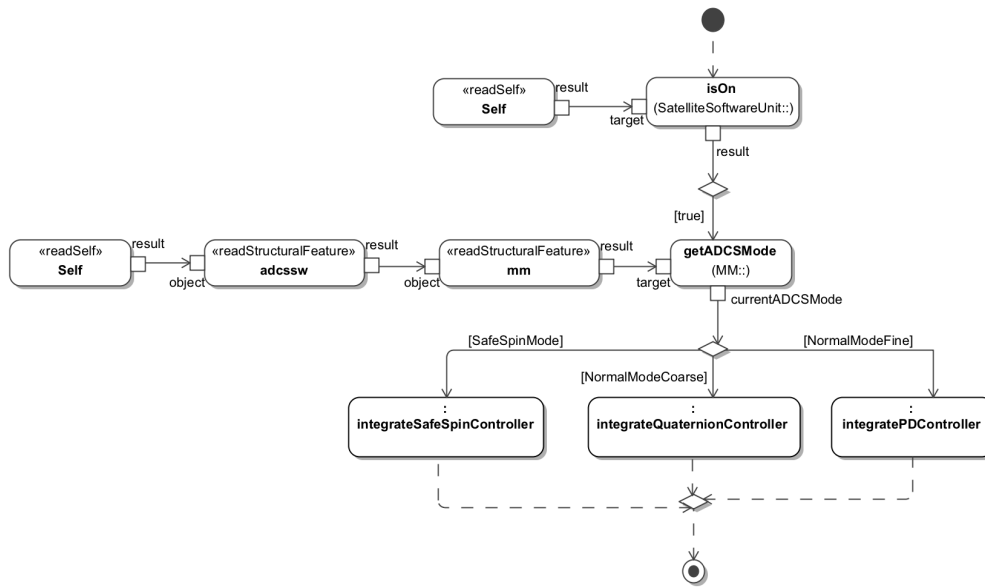 «readSelf»
Self
result
target
isOn
(SatelliteSoftwareUnit::)
result
[true]
«readSelf»
Self
result
object
«readStructuralFeature»
adcssw
result
object
«readStructuralFeature»
mm
result
target
getADCSMode
(MM::)
currentADCSMode
[SafeSpinMode]
[NormalModeCoarse]
[NormalModeFine]
:
integrateSafeSpinController
:
integrateQuaternionController
:
integratePDController